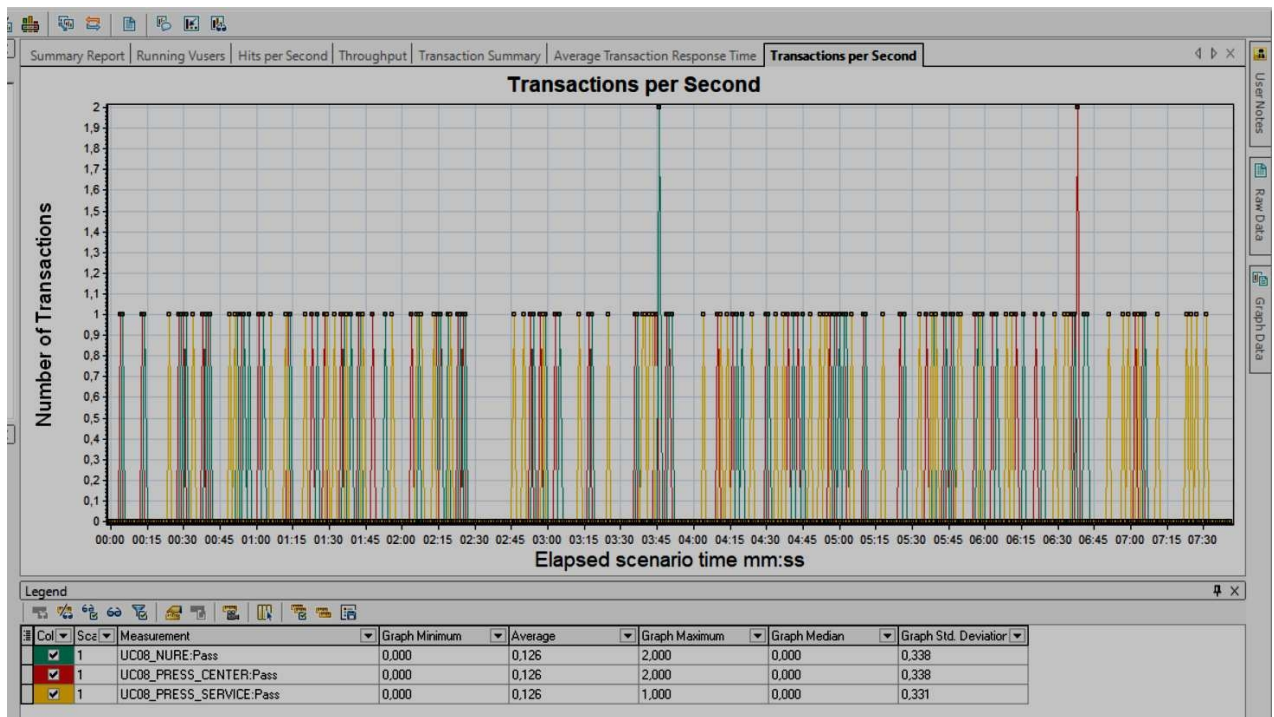 Summary Report Running Vusers Hits per Second Throughput Transaction Summary Average Transaction Response Time Transactions per Second
Transactions per Second
Number of Transactions
2
1,9
1,8
1,7
1,6
1,5
1,4
1,3
1,2
1,1
1
0,9
0,8
0,7
0,6
0,5
0,4
0,3
0,2
0,1
0
00:00 00:15 00:30 00:45 01:00 01:15 01:30 01:45 02:00 02:15 02:30 02:45 03:00 03:15 03:30 03:45 04:00 04:15 04:30 04:45 05:00 05:15 05:30 05:45 06:00 06:15 06:30 06:45 07:00 07:15 07:30
Elapsed scenario time mm:ss
User Notes
Raw Data
Graph Data
Legend
Col Sca Measurement Graph Minimum Average Graph Maximum Graph Median Graph Std. Deviation
1 UC08_NURE:Pass 0,000 0,126 2,000 0,000 0,338
1 UC08_PRESS_CENTER:Pass 0,000 0,126 2,000 0,000 0,338
1 UC08_PRESS_SERVICE:Pass 0,000 0,126 1,000 0,000 0,331